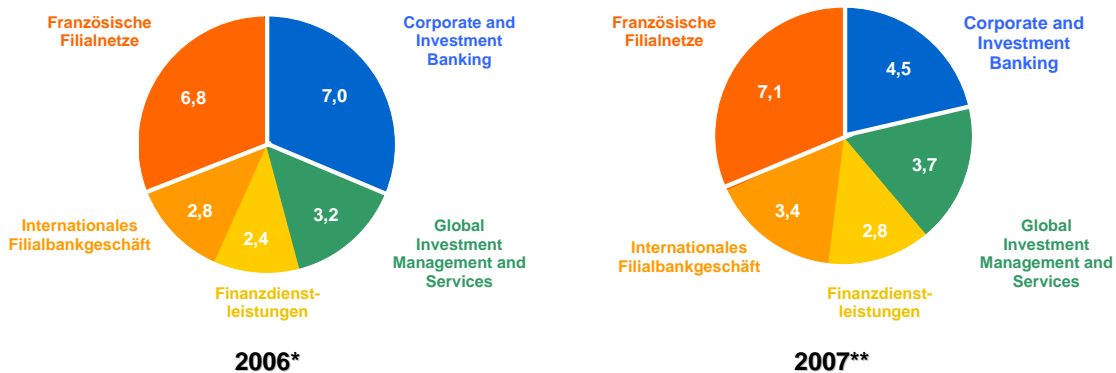 Französische
Filialnetze
Corporate and
Investment
Banking
6,8
7,0
2,8
2,4
3,2
Internationales
Filialbankgeschäft
Global
Investment
Management and
Services
Finanzdienst-
leistungen
2006*
Französische
Filialnetze
Corporate and
Investment
Banking
7,1
4,5
3,7
3,4
2,8
Internationales
Filialbankgeschäft
Global
Investment
Management and
Services
Finanzdienst-
leistungen
2007**